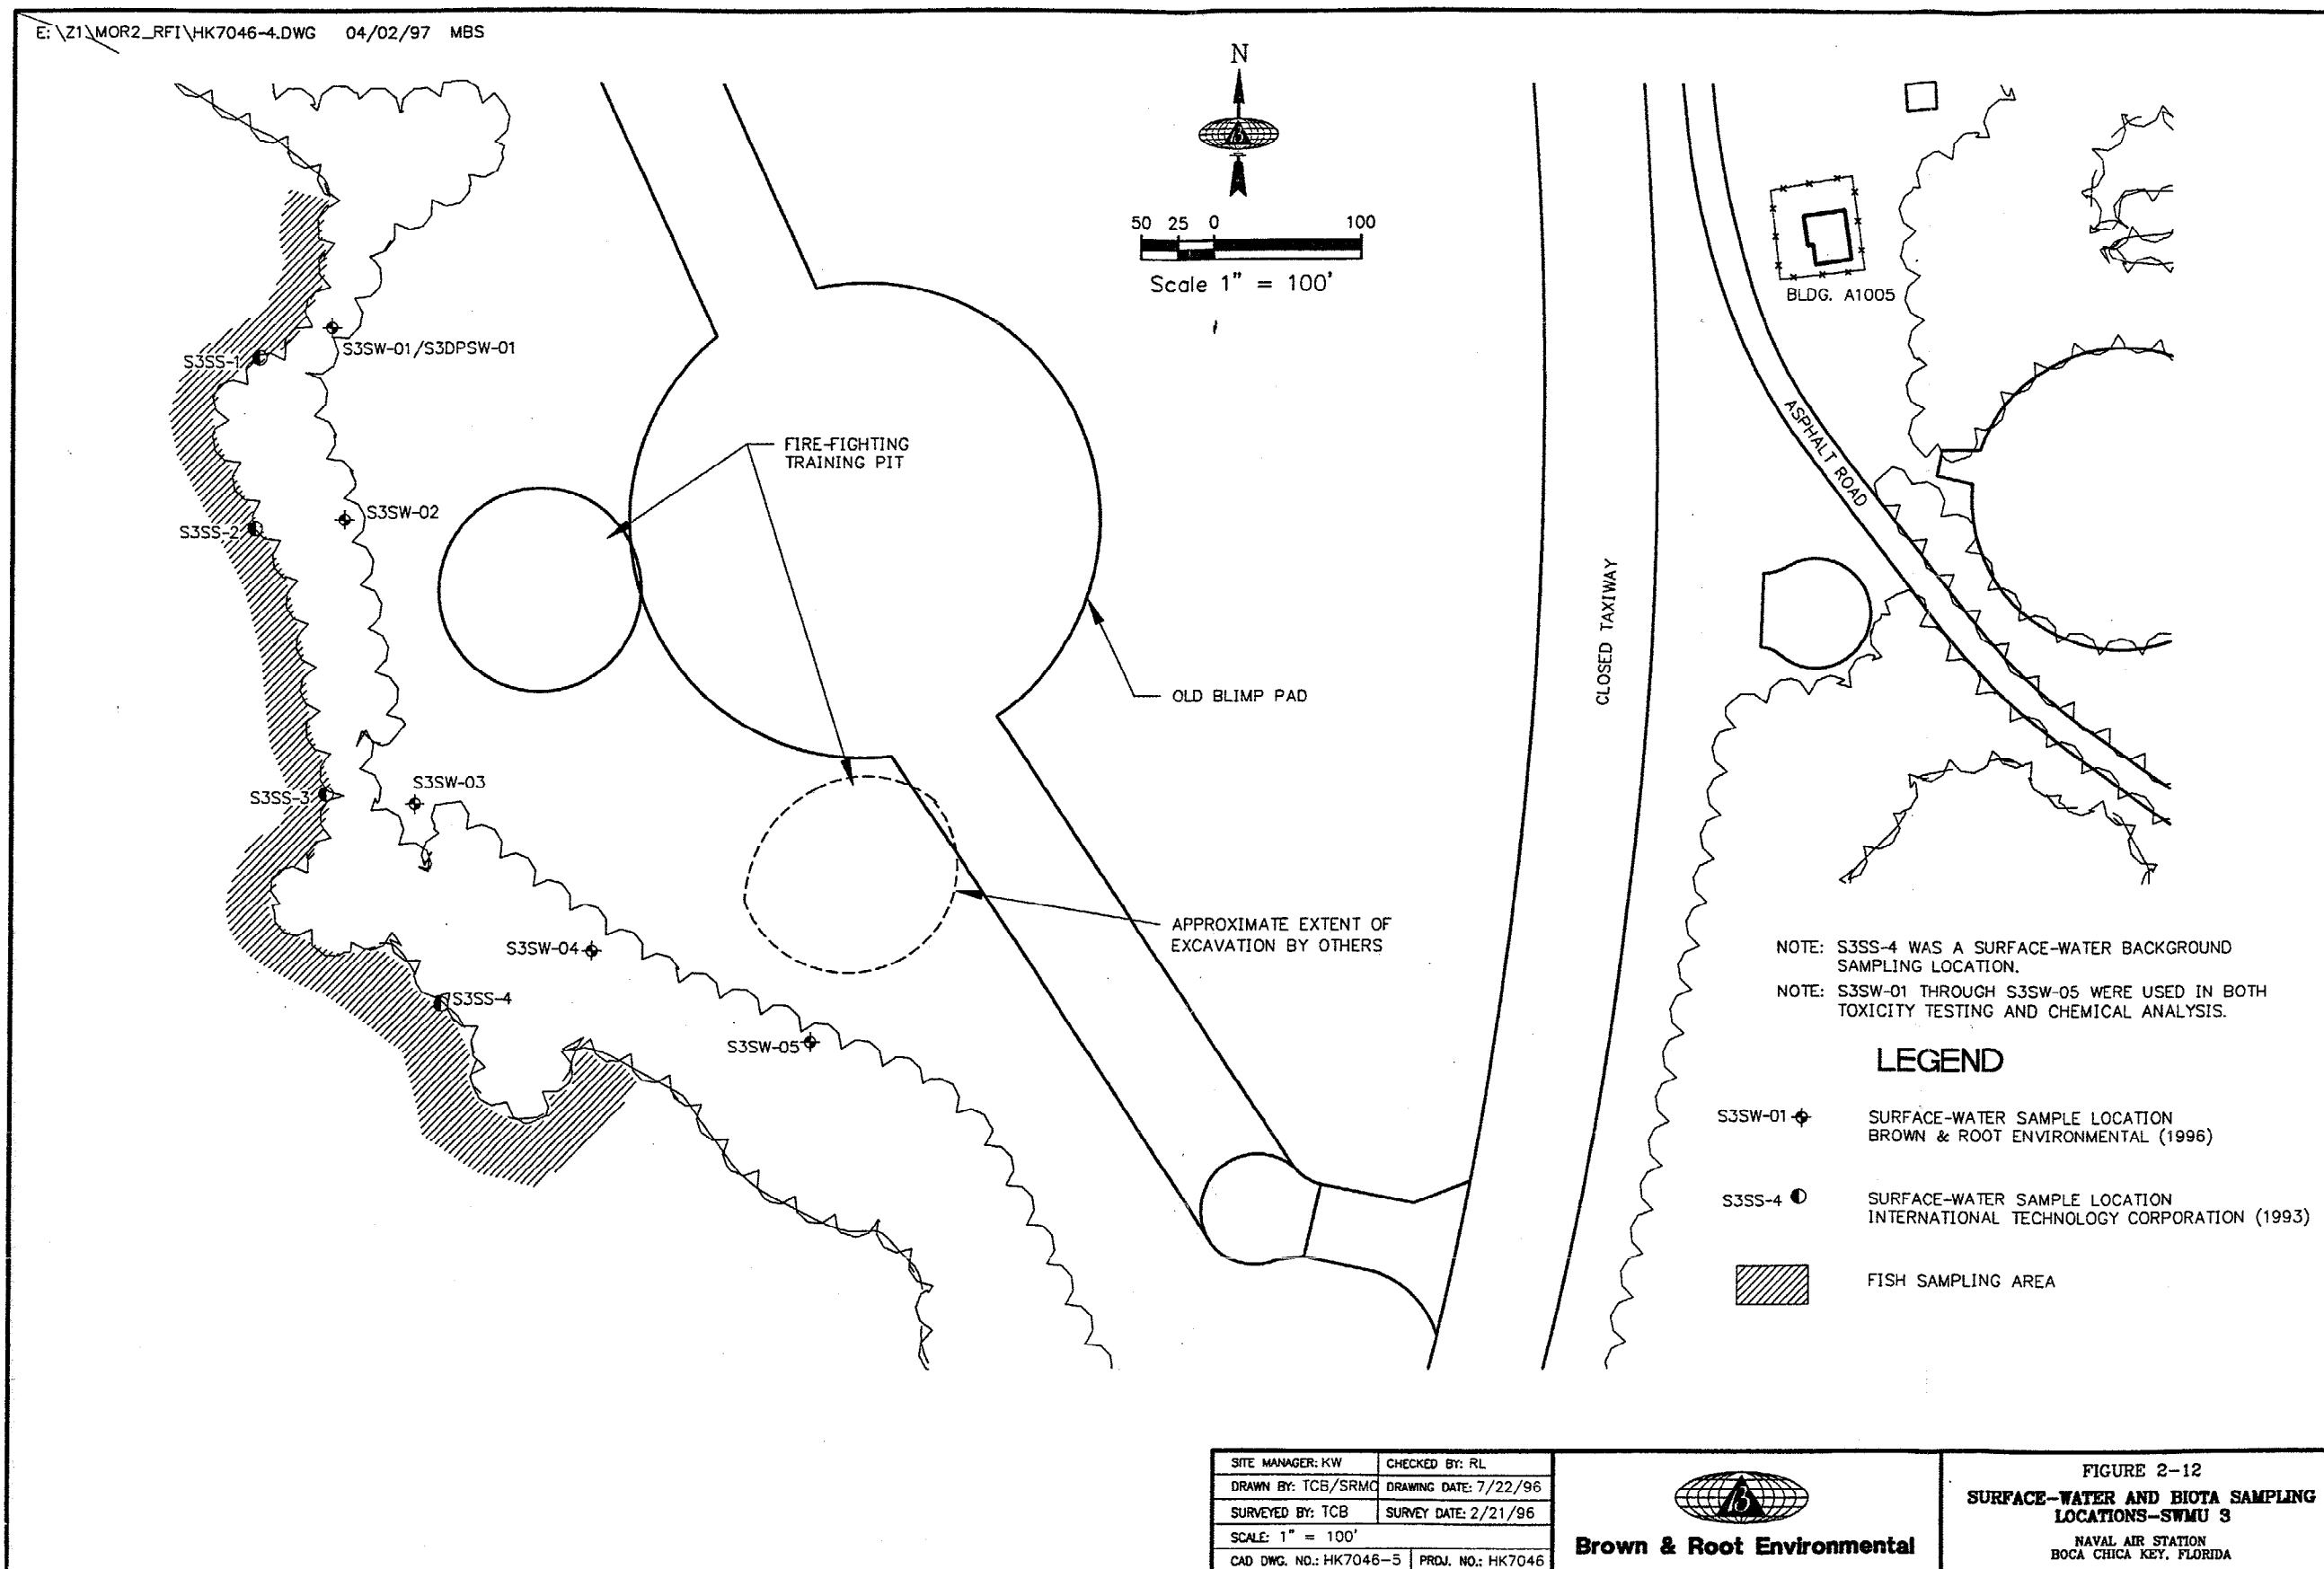 E:\Z1\MOR2_RFI\HK7046-4.DWG 04/02/97 MBS
N
50 25 0 100
Scale 1" = 100'
BLDG. A1005
S3SW-01/S3DPSW-01
S3SS-1
ASPHALT ROAD
FIRE-FIGHTING
TRAINING PIT
S3SW-02
S3SS-2
CLOSED TAXIWAY
OLD BLIMP PAD
S3SW-03
S3SS-3
APPROXIMATE EXTENT OF
EXCAVATION BY OTHERS
S3SW-04
S3SS-4
S3SW-05
NOTE: S3SS-4 WAS A SURFACE-WATER BACKGROUND
SAMPLING LOCATION.
NOTE: S3SW-01 THROUGH S3SW-05 WERE USED IN BOTH
TOXICITY TESTING AND CHEMICAL ANALYSIS.
LEGEND
S3SW-01 SURFACE-WATER SAMPLE LOCATION
BROWN & ROOT ENVIRONMENTAL (1996)
S3SS-4 SURFACE-WATER SAMPLE LOCATION
INTERNATIONAL TECHNOLOGY CORPORATION (1993)
FISH SAMPLING AREA
SITE MANAGER: KW CHECKED BY: RL
DRAWN BY: TCB/SRMC DRAWING DATE: 7/22/96
SURVEYED BY: TCB SURVEY DATE: 2/21/96
SCALE: 1" = 100'
CAD DWG. NO.: HK7046-5 PROJ. NO.: HK7046
Brown & Root Environmental
FIGURE 2-12
SURFACE-WATER AND BIOTA SAMPLING
LOCATIONS-SWMU 3
NAVAL AIR STATION
BOCA CHICA KEY, FLORIDA